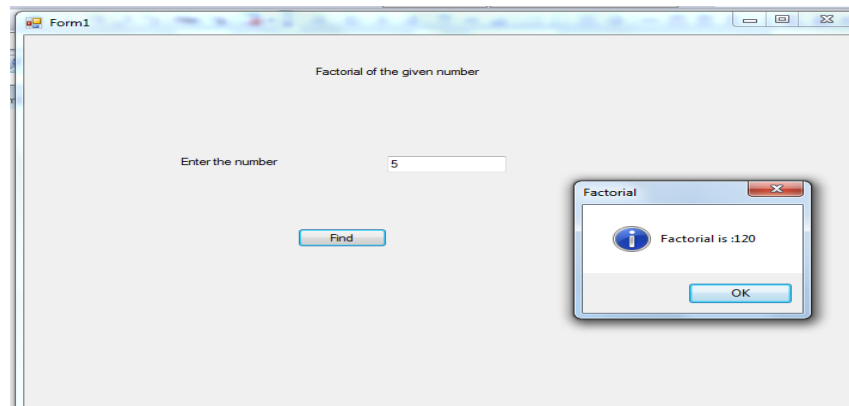 Form1
Factorial of the given number
Enter the number 5
Find
Factorial
Factorial is :120
OK